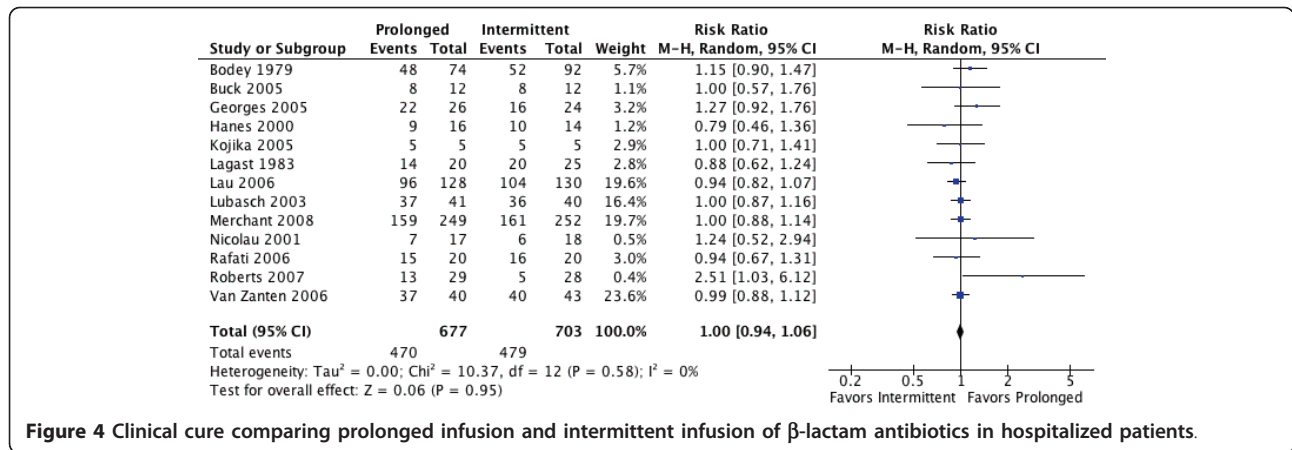 Prolonged Intermittent Risk Ratio Risk Ratio
Study or Subgroup Events Total Events Total Weight M-H, Random, 95% CI M-H, Random, 95% CI
Bodey 1979 48 74 52 92 5.7% 1.15 [0.90, 1.47]
Buck 2005 8 12 8 12 1.1% 1.00 [0.57, 1.76]
Georges 2005 22 26 16 24 3.2% 1.27 [0.92, 1.76]
Hanes 2000 9 16 10 14 1.2% 0.79 [0.46, 1.36]
Kojika 2005 5 5 5 5 2.9% 1.00 [0.71, 1.41]
Lagast 1983 14 20 20 25 2.8% 0.88 [0.62, 1.24]
Lau 2006 96 128 104 130 19.6% 0.94 [0.82, 1.07]
Lubasch 2003 37 41 36 40 16.4% 1.00 [0.87, 1.16]
Merchant 2008 159 249 161 252 19.7% 1.00 [0.88, 1.14]
Nicolau 2001 7 17 6 18 0.5% 1.24 [0.52, 2.94]
Rafati 2006 15 20 16 20 3.0% 0.94 [0.67, 1.31]
Roberts 2007 13 29 5 28 0.4% 2.51 [1.03, 6.12]
Van Zanten 2006 37 40 40 43 23.6% 0.99 [0.88, 1.12]
Total (95% CI) 677 703 100.0% 1.00 [0.94, 1.06]
Total events 470 479
Heterogeneity: Tau² = 0.00; Chi² = 10.37, df = 12 (P = 0.58); I² = 0%
Test for overall effect: Z = 0.06 (P = 0.95)
0.2 0.5 1 2 5
Favors Intermittent Favors Prolonged
Figure 4 Clinical cure comparing prolonged infusion and intermittent infusion of β-lactam antibiotics in hospitalized patients.